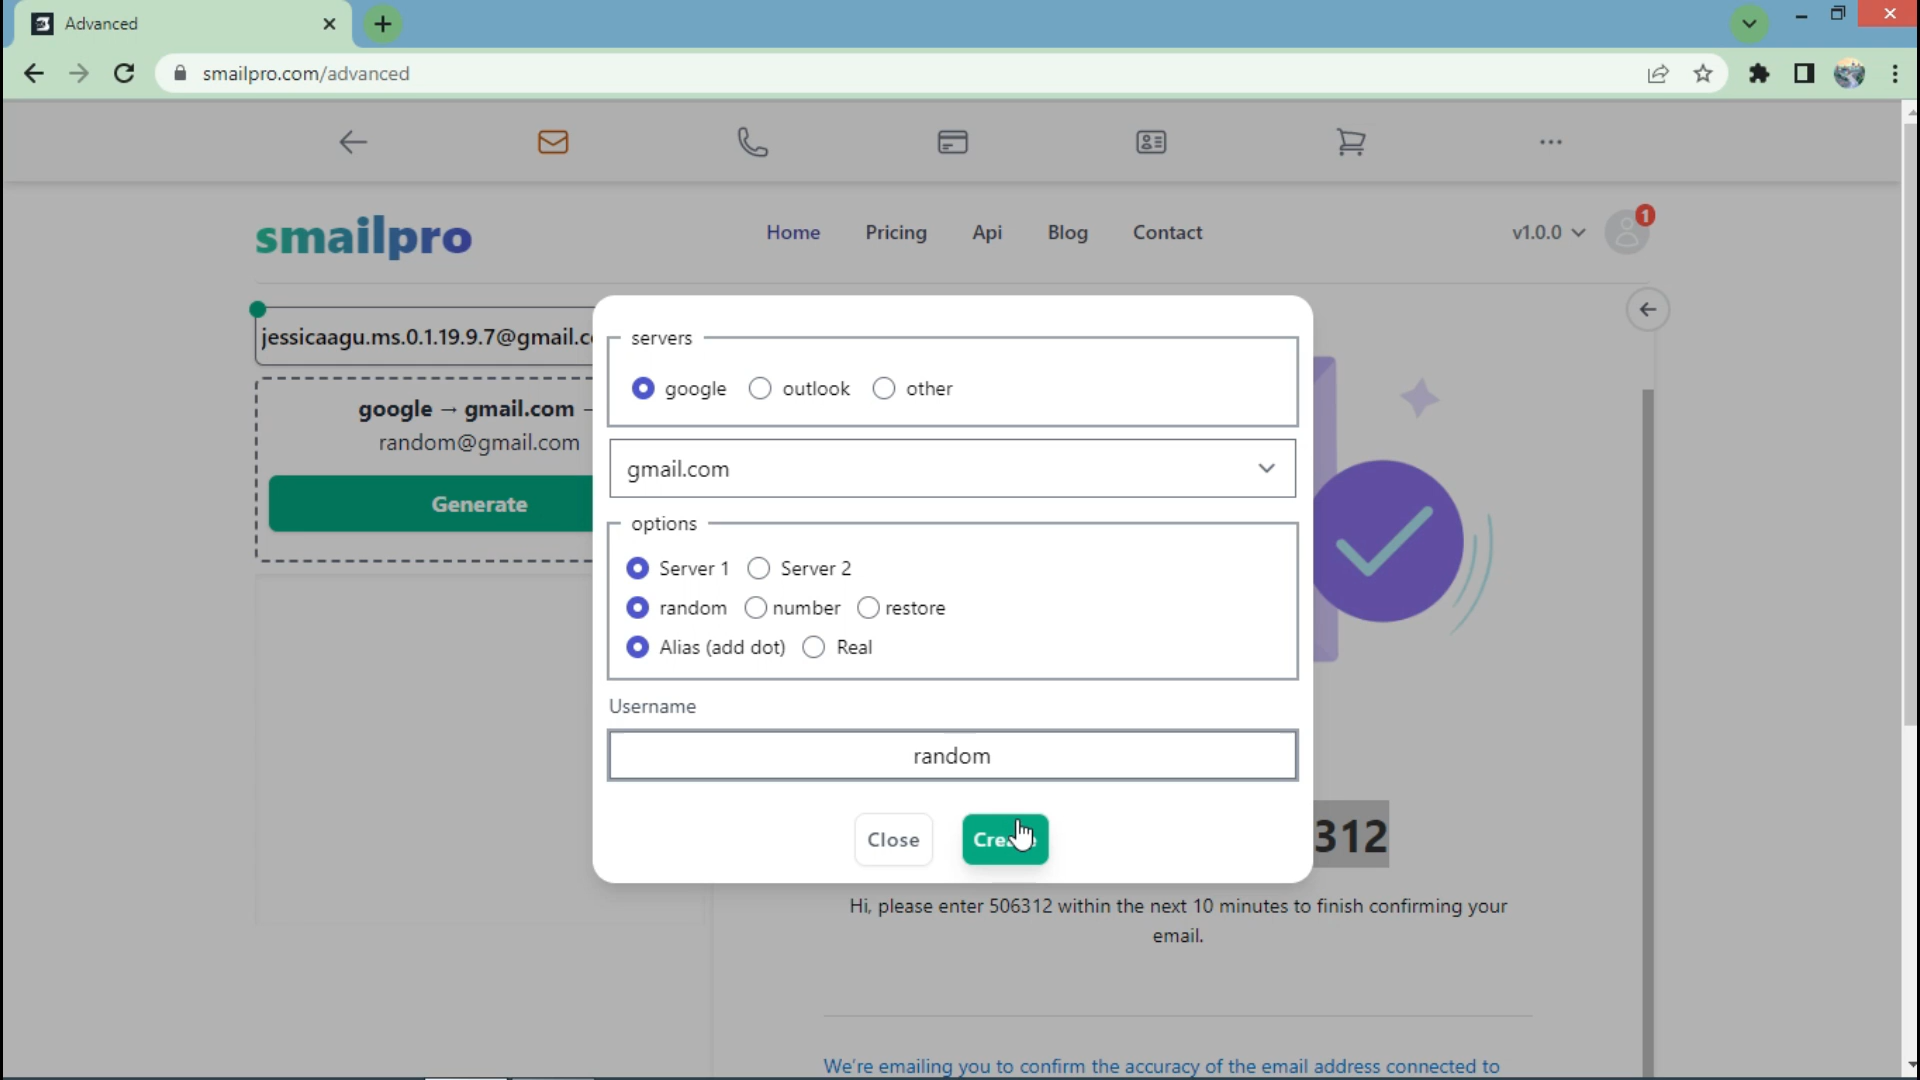 Advanced
smailpro.com/advanced
smailpro
Home Pricing Api Blog Contact
v1.0.0
1
jessicaagu.ms.0.1.19.9.7@gmail.c
google → gmail.com
random@gmail.com
Generate
servers
google outlook other
gmail.com
options
Server 1 Server 2
random number restore
Alias (add dot) Real
Username
random
Close
312
Hi, please enter 506312 within the next 10 minutes to finish confirming your
email.
We're emailing you to confirm the accuracy of the email address connected to